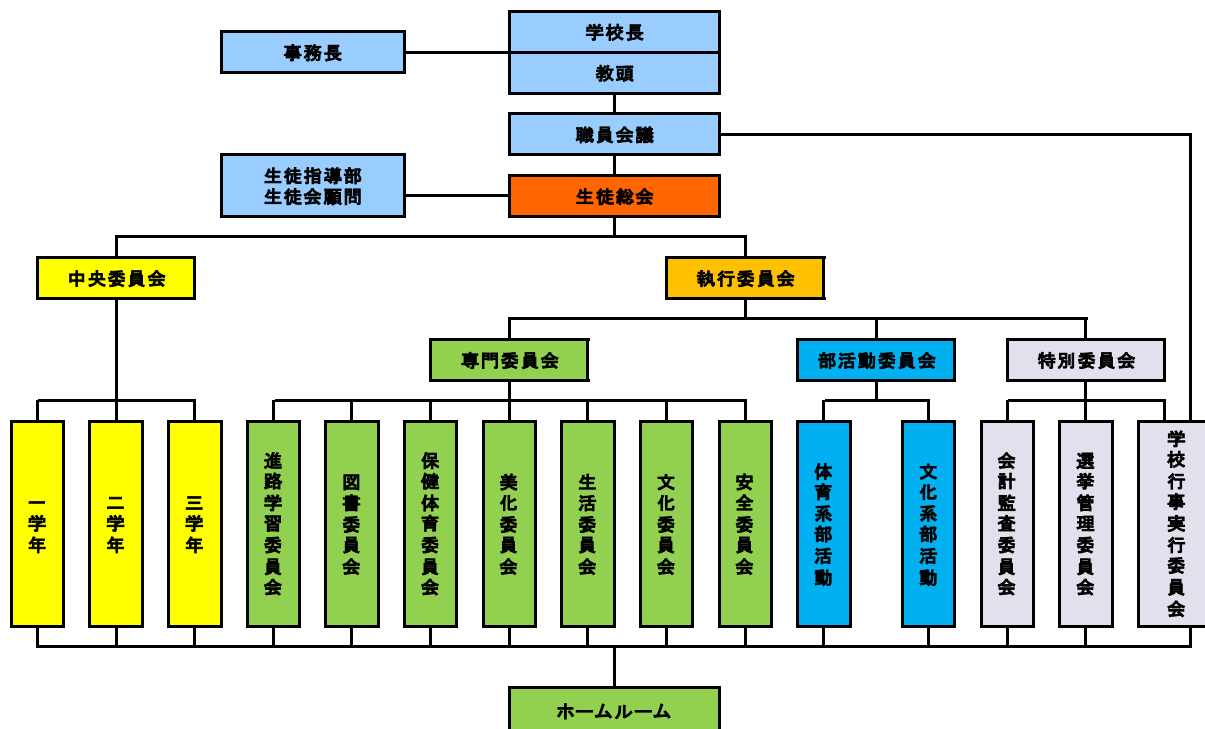 学校長
事務長
教頭
職員会議
生徒指導部
生徒会顧問
生徒総会
中央委員会
執行委員会
専門委員会
部活動委員会
特別委員会
一学年
二学年
三学年
進路学習委員会
図書委員会
保健体育委員会
美化委員会
生活委員会
文化委員会
安全委員会
体育系部活動
文化系部活動
会計監査委員会
選挙管理委員会
学校行事実行委員会
ホームルーム